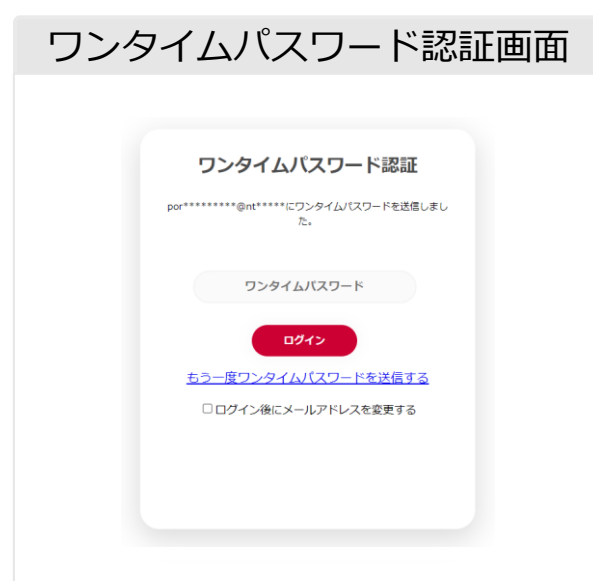 ワンタイムパスワード認証画面
ワンタイムパスワード認証
por*********@nt*****にワンタイムパスワードを送信しまし
た。
ワンタイムパスワード
ログイン
もう一度ワンタイムパスワードを送信する
ログイン後にメールアドレスを変更する